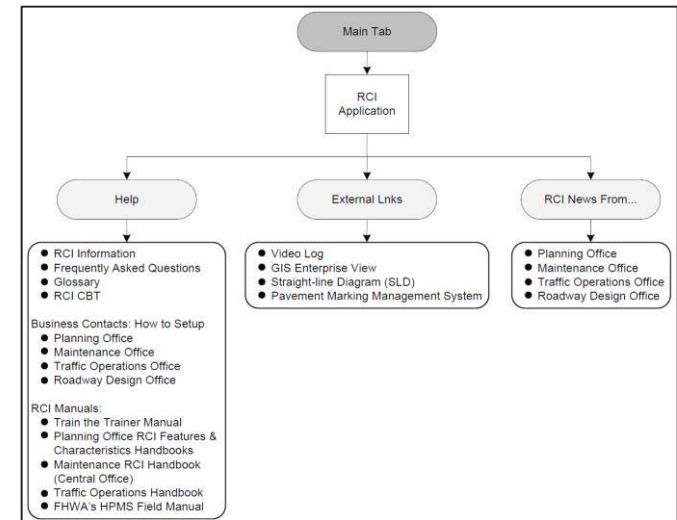 Main Tab
RCI
Application
Help
External Lnks
RCI News From...
● RCI Information
● Frequently Asked Questions
● Glossary
● RCI CBT
Business Contacts: How to Setup
● Planning Office
● Maintenance Office
● Traffic Operations Office
● Roadway Design Office
RCI Manuals:
● Train the Trainer Manual
● Planning Office RCI Features &
Characteristics Handbooks
● Maintenance RCI Handbook
(Central Office)
● Traffic Operations Handbook
● FHWA's HPMS Field Manual
● Video Log
● GIS Enterprise View
● Straight-line Diagram (SLD)
● Pavement Marking Management System
● Planning Office
● Maintenance Office
● Traffic Operations Office
● Roadway Design Office